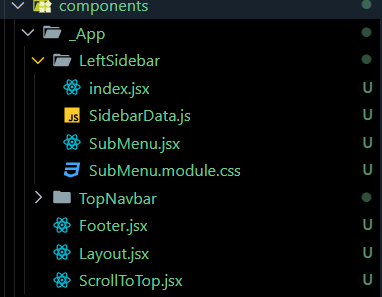 components
_App
LeftSidebar
index.jsx U
JS SidebarData.js U
SubMenu.jsx U
SubMenu.module.css U
TopNavbar
Footer.jsx U
Layout.jsx U
ScrollToTop.jsx U